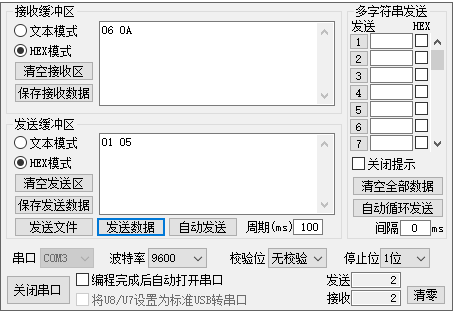 接收缓冲区
文本模式
HEX模式
清空接收区
保存接收数据
06 0A
发送缓冲区
文本模式
HEX模式
清空发送区
保存发送数据
01 05
发送文件 发送数据 自动发送 周期(ms) 100
多字符串发送
发送 HEX
1
2
3
4
5
6
7
关闭提示
清空全部数据
自动循环发送
间隔 0 ms
串口 COM3 波特率 9600 校验位 无校验 停止位 1位
关闭串口
编程完成后自动打开串口
将U8/U7设置为标准USB转串口
发送 2
接收 2
清零